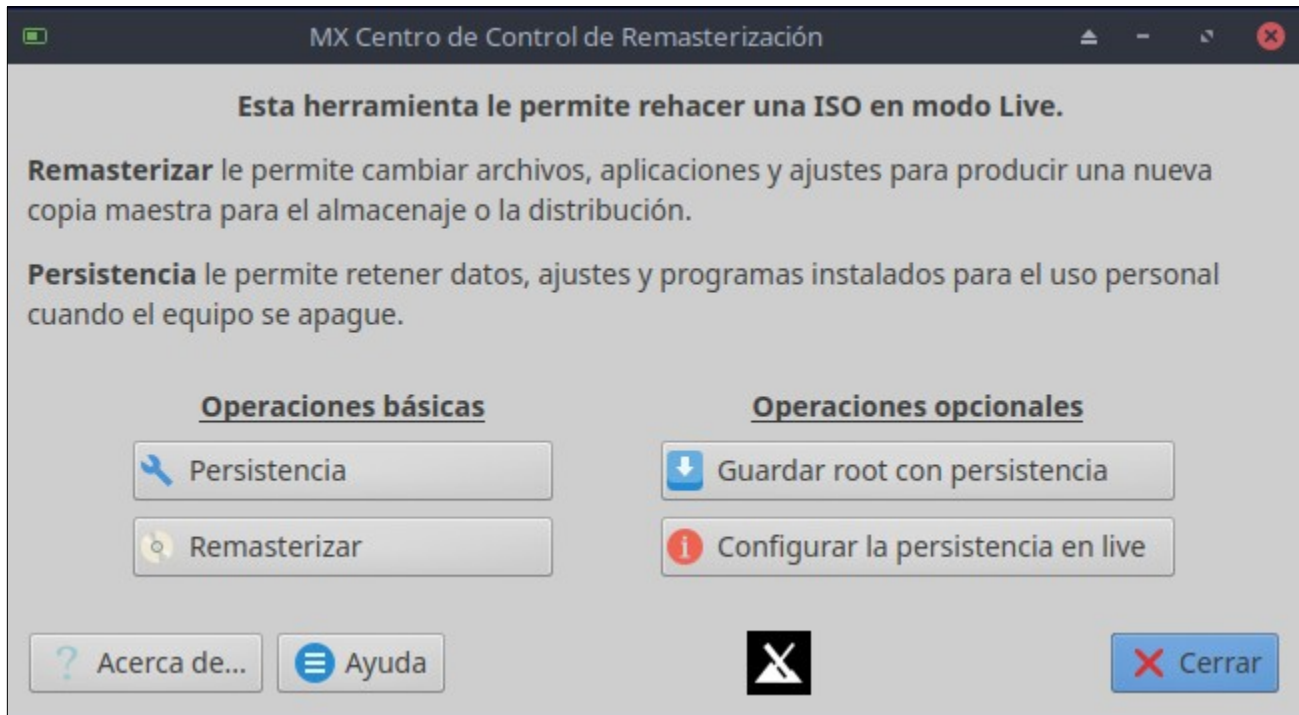 MX Centro de Control de Remasterización
Esta herramienta le permite rehacer una ISO en modo Live.
Remasterizar le permite cambiar archivos, aplicaciones y ajustes para producir una nueva
copia maestra para el almacenaje o la distribución.
Persistencia le permite retener datos, ajustes y programas instalados para el uso personal
cuando el equipo se apague.
Operaciones básicas
Persistencia
Remasterizar
Operaciones opcionales
Guardar root con persistencia
Configurar la persistencia en live
Acerca de...
Ayuda
Cerrar